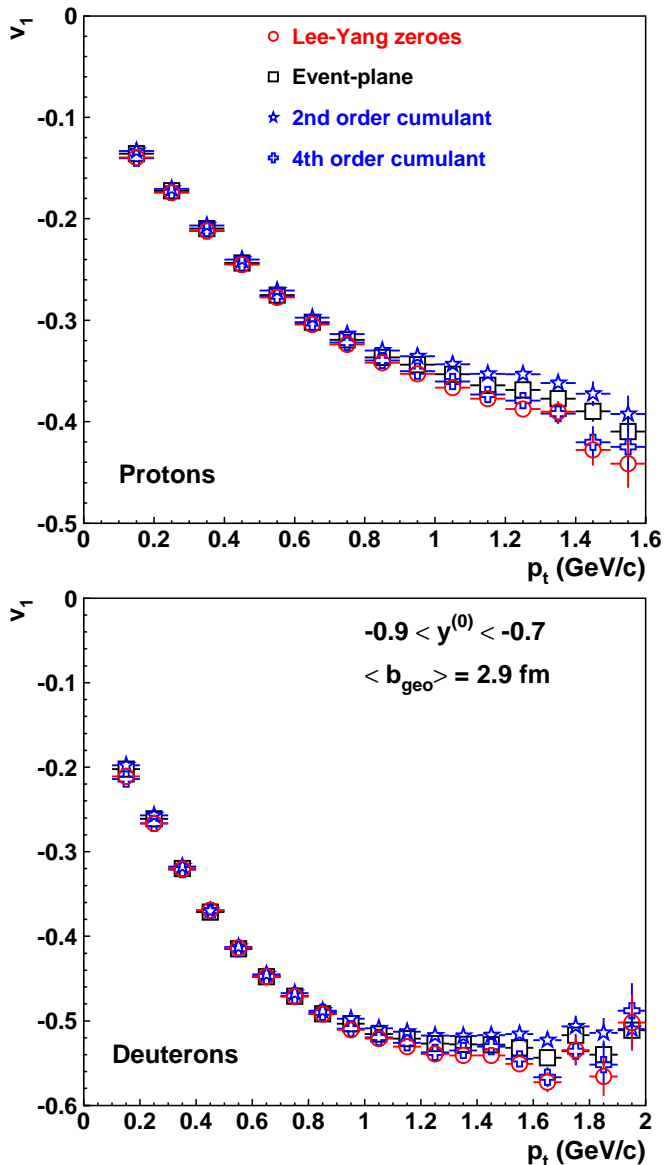 v₁
0
-0.1
-0.2
-0.3
-0.4
-0.5
Lee-Yang zeroes
Event-plane
2nd order cumulant
4th order cumulant
Protons
0 0.2 0.4 0.6 0.8 1 1.2 1.4 1.6
pₜ (GeV/c)
v₁
0
-0.1
-0.2
-0.3
-0.4
-0.5
-0.6
-0.9 < y⁽⁰⁾ < -0.7
< b_geo > = 2.9 fm
Deuterons
0 0.2 0.4 0.6 0.8 1 1.2 1.4 1.6 1.8 2
pₜ (GeV/c)